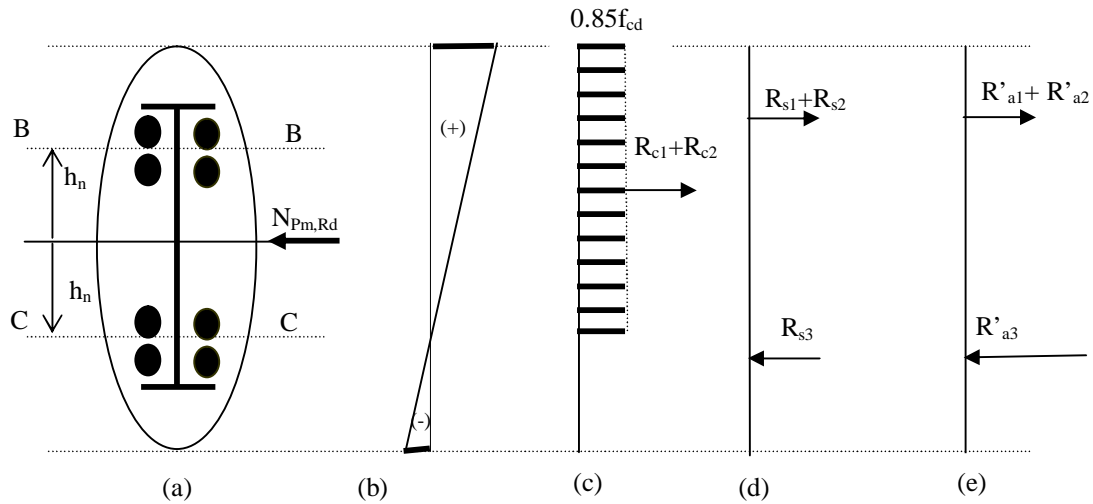 0.85fcd
Rs1+Rs2
R’a1+ R’a2
B
B
(+)
Rc1+Rc2
hn
NPm,Rd
hn
C
C
Rs3
R’a3
(-)
(a)
(b)
(c)
(d)
(e)